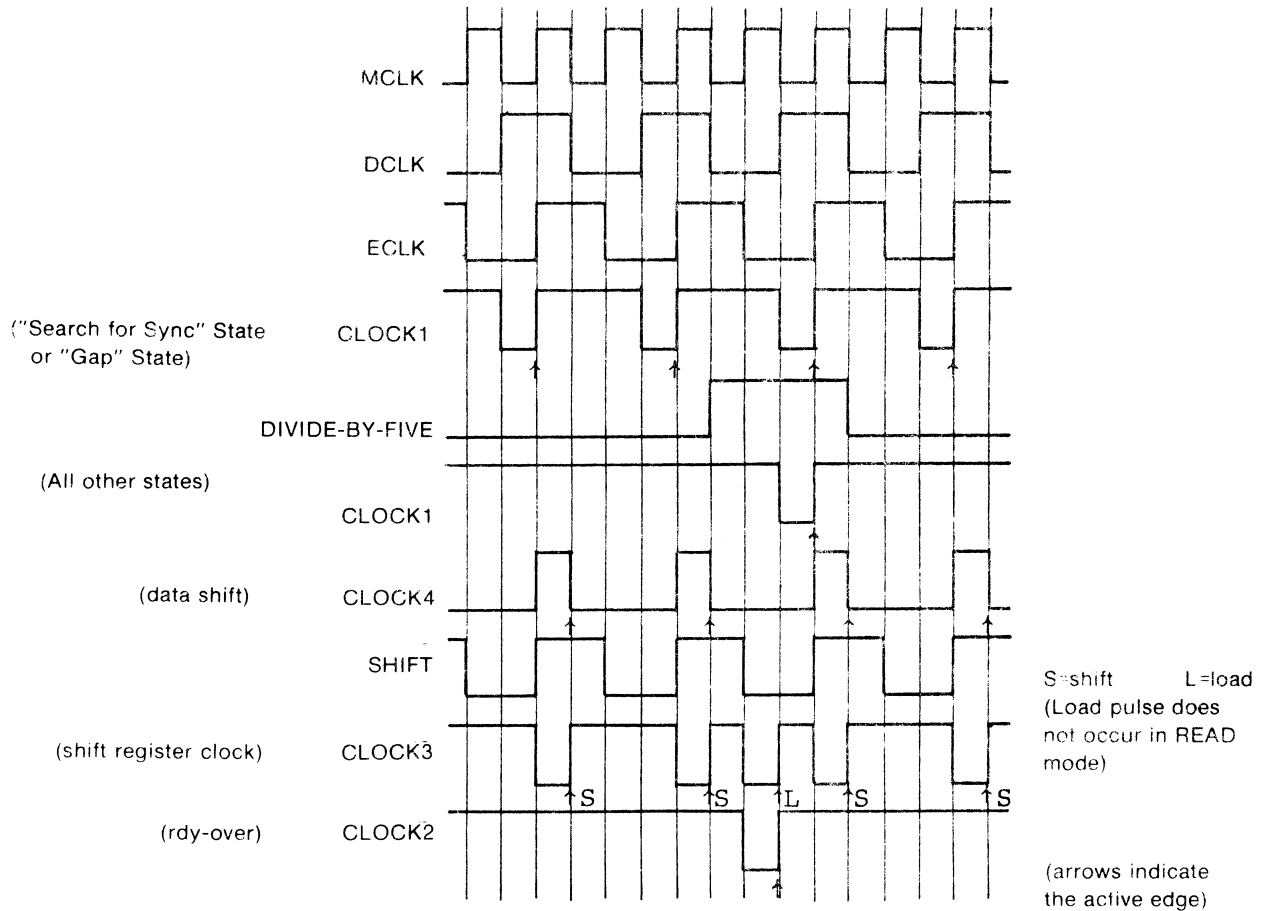 MCLK
DCLK
ECLK
("Search for Sync" State
or "Gap" State)
CLOCK1
DIVIDE-BY-FIVE
(All other states)
CLOCK1
(data shift)
CLOCK4
SHIFT
S=shift L=load
(Load pulse does
not occur in READ
mode)
(shift register clock)
CLOCK3
S
S
L
S
S
(rdy-over)
CLOCK2
(arrows indicate
the active edge)